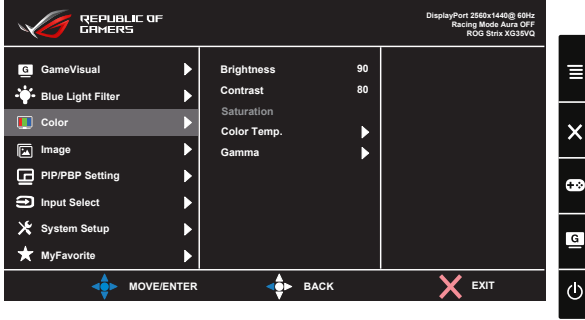 REPUBLIC OF
GAMERS
DisplayPort 2560x1440@ 60Hz
Racing Mode Aura OFF
ROG Strix XG35VQ
G GameVisual
Blue Light Filter
Color
Image
PIP/PBP Setting
Input Select
System Setup
MyFavorite
Brightness 90
Contrast 80
Saturation
Color Temp.
Gamma
MOVE/ENTER
BACK
EXIT
G